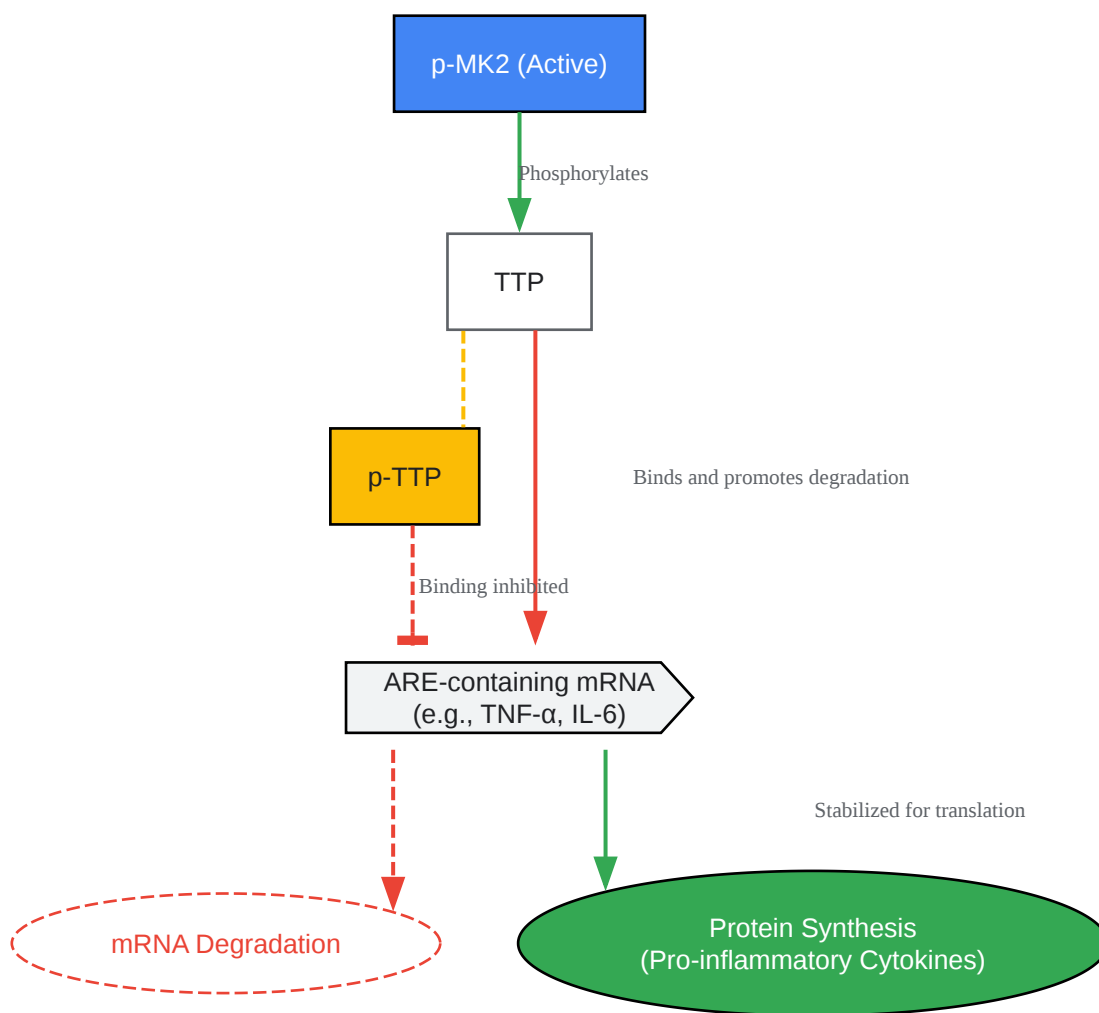 p-MK2 (Active)
Phosphorylates
TTP
p-TTP
Binds and promotes degradation
Binding inhibited
ARE-containing mRNA
(e.g., TNF-α, IL-6)
Stabilized for translation
mRNA Degradation
Protein Synthesis
(Pro-inflammatory Cytokines)